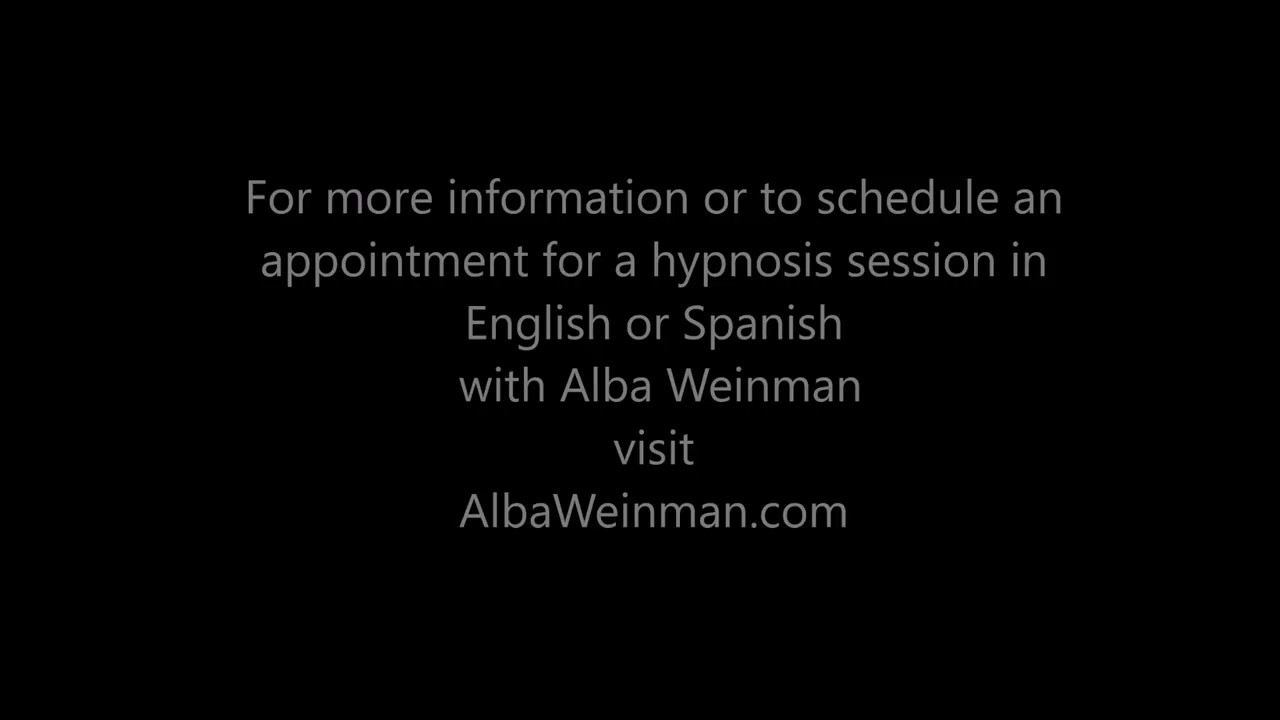 For more information or to schedule an
appointment for a hypnosis session in
English or Spanish
with Alba Weinman
visit
AlbaWeinman.com